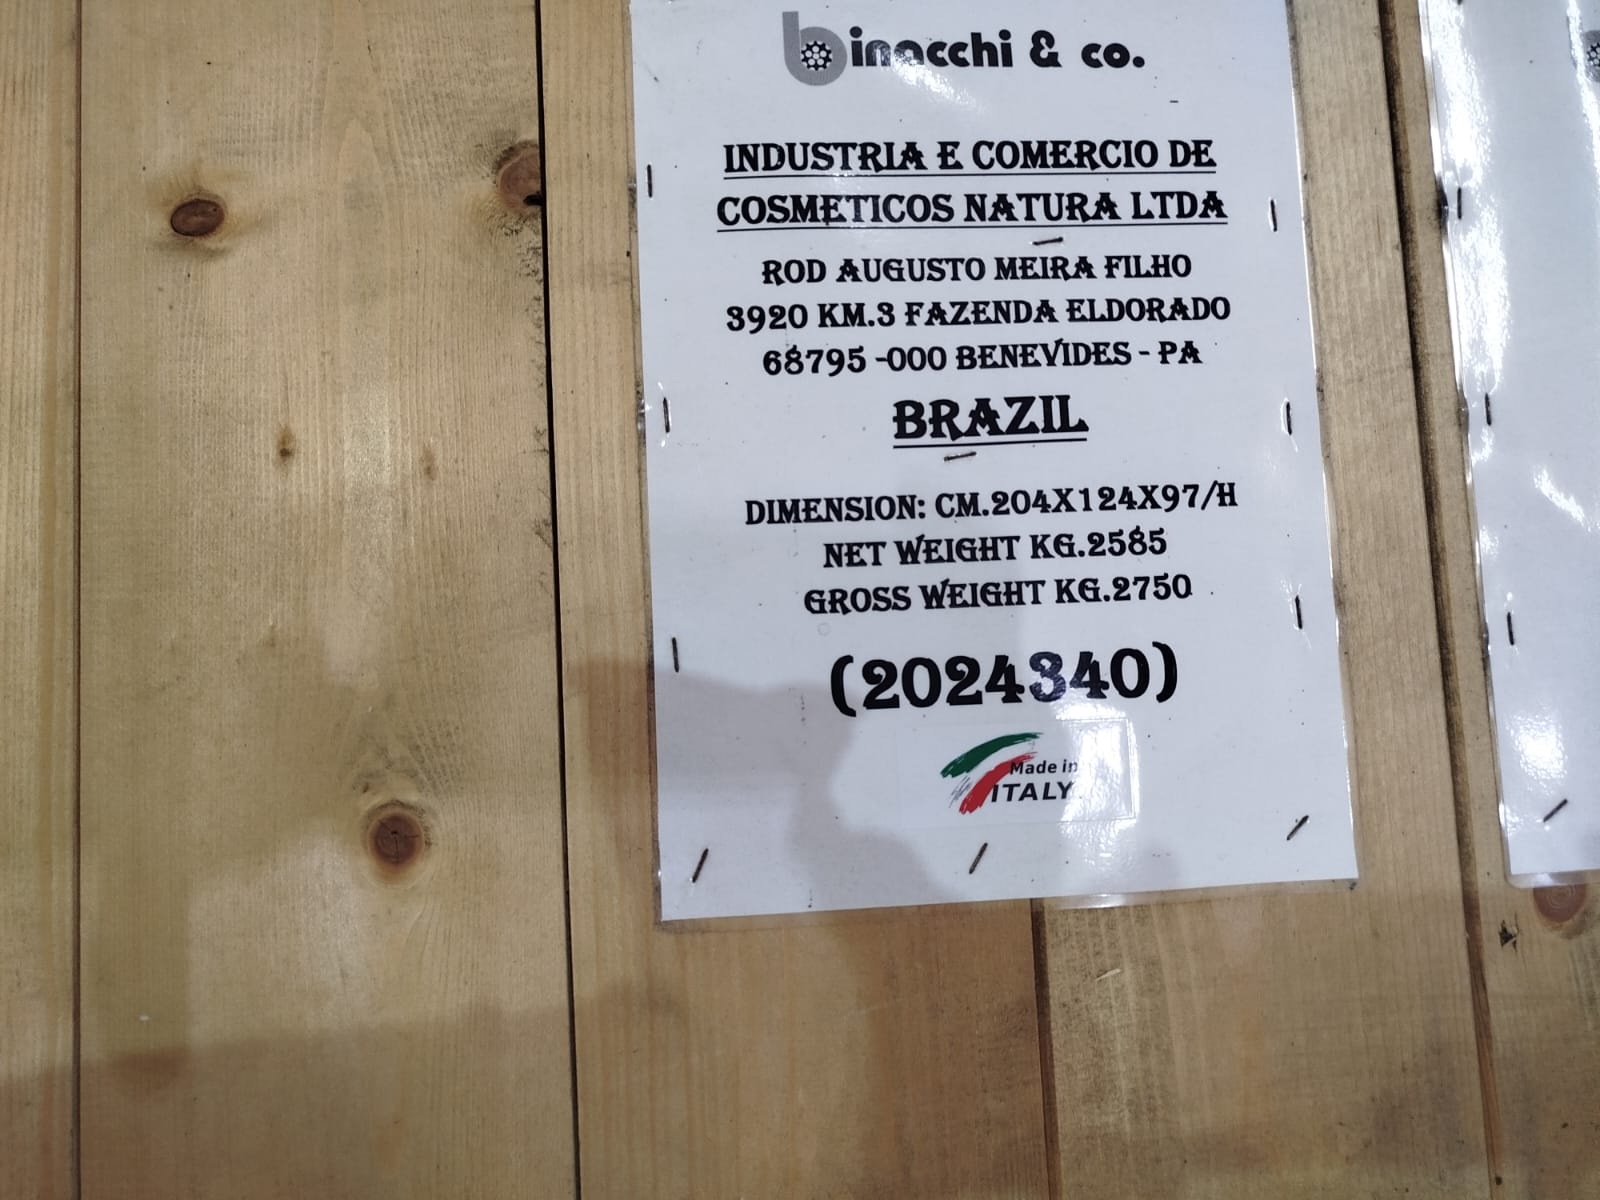 binacchi & co.
INDUSTRIA E COMERCIO DE
COSMETICOS NATURA LTDA
ROD AUGUSTO MEIRA FILHO
3920 KM.3 FAZENDA ELDORADO
68795 -000 BENEVIDES - PA
BRAZIL
DIMENSION: CM.204X124X97/H
NET WEIGHT KG.2585
GROSS WEIGHT KG.2750
(2024340)
Made in
ITALY